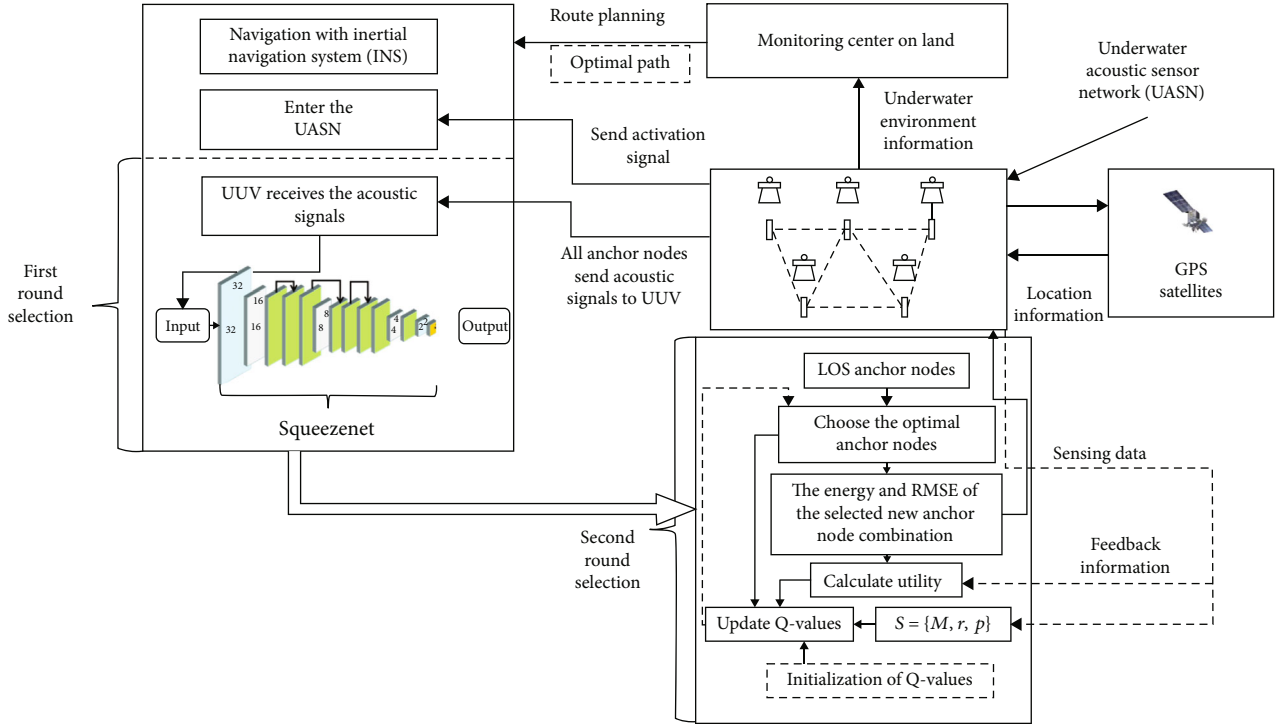 Navigation with inertial
navigation system (INS)
Enter the
UASN
UUV receives the acoustic
signals
First
round
selection
Input
32
32
16
16
8
8
4
4
2
2
Output
Squeezenet
Route planning
Optimal path
Monitoring center on land
Send activation
signal
Underwater
environment
information
Underwater
acoustic sensor
network (UASN)
All anchor nodes
send acoustic
signals to UUV
Location
information
GPS
satellites
Second
round
selection
LOS anchor nodes
Choose the optimal
anchor nodes
The energy and RMSE of
the selected new anchor
node combination
Calculate utility
Update Q-values
S = {M, r, p}
Initialization of Q-values
Sensing data
Feedback
information